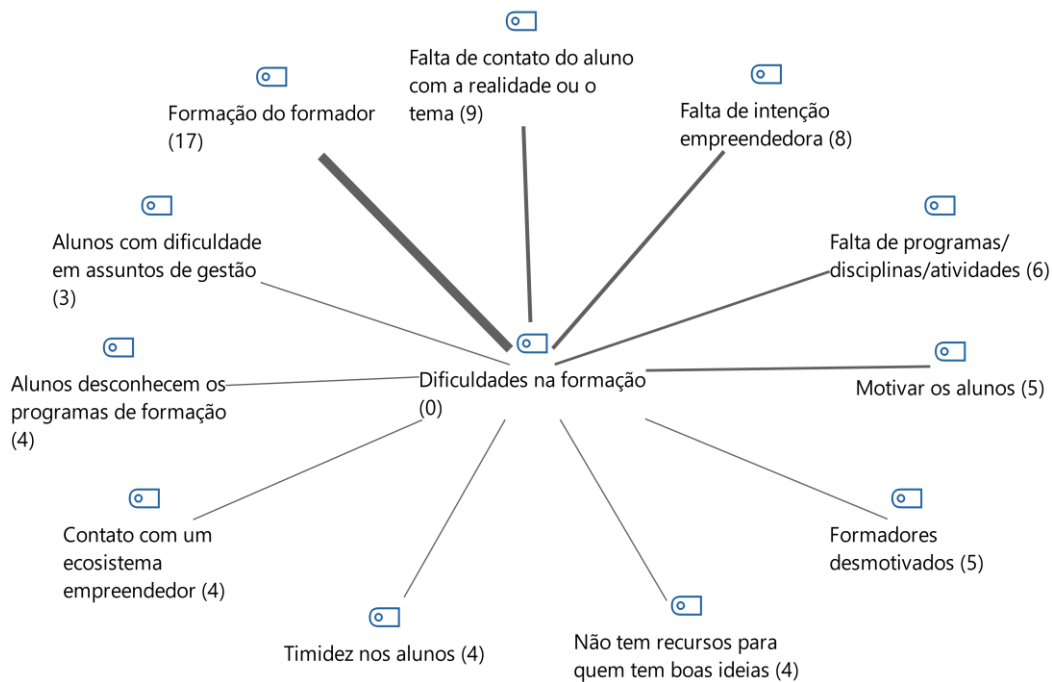 Falta de contato do aluno
com a realidade ou o
tema (9)
Formação do formador
(17)
Falta de intenção
empreendedora (8)
Alunos com dificuldade
em assuntos de gestão
(3)
Falta de programas/
disciplinas/atividades (6)
Alunos desconhecem os
programas de formação
(4)
Dificuldades na formação
(0)
Motivar os alunos (5)
Contato com um
ecosistema
empreendedor (4)
Formadores
desmotivados (5)
Timidez nos alunos (4)
Não tem recursos para
quem tem boas ideias (4)